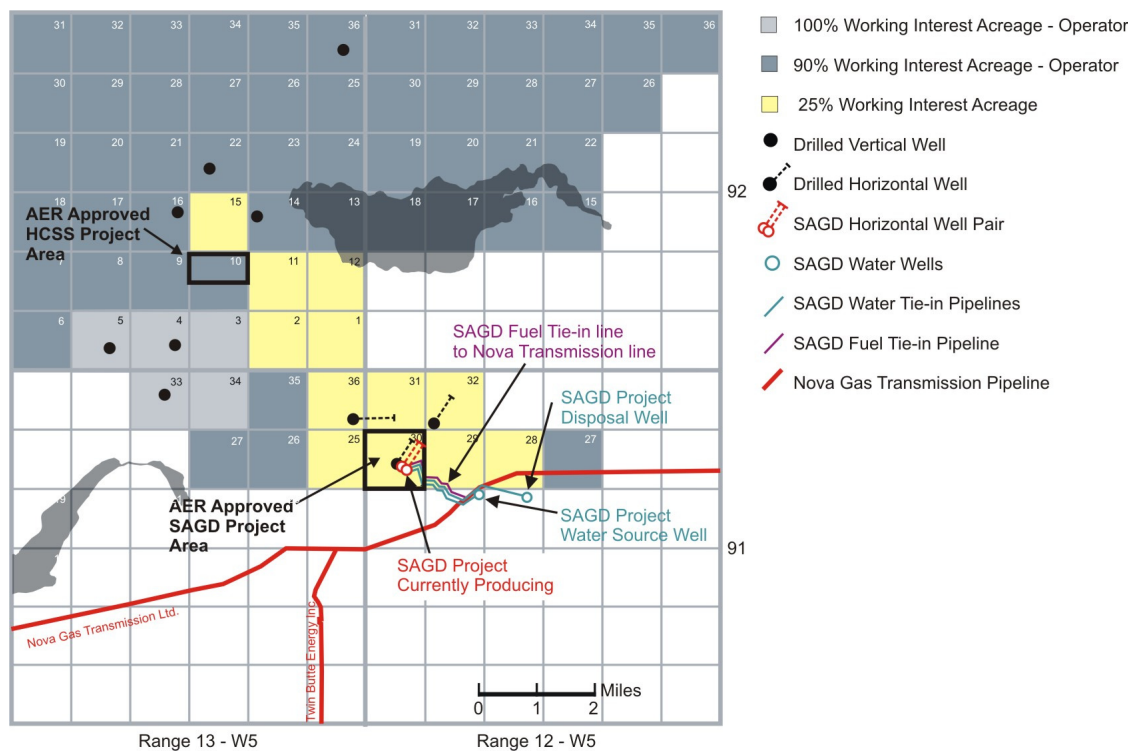 31 32 33 34 35 36 31 32 33 34 35 36
30 29 28 27 26 25 30 29 28 27 26
19 20 21 22 23 24 19 20 21 22
18 17 16 15 14 13 18 17 16 15
92
AER Approved
HCSS Project
Area
7 8 9 10 11 12
6 5 4 3 2 1
SAGD Fuel Tie-in line
to Nova Transmission line
33 34 35 36 31 32
SAGD Project
Disposal Well
27 26 25 30 29 28 27
19
AER Approved
SAGD Project
Area
SAGD Project
Water Source Well
91
SAGD Project
Currently Producing
Nova Gas Transmission Ltd.
Twin Butte Energy Inc.
Miles
0 1 2
Range 13 - W5
Range 12 - W5
100% Working Interest Acreage - Operator
90% Working Interest Acreage - Operator
25% Working Interest Acreage
Drilled Vertical Well
Drilled Horizontal Well
SAGD Horizontal Well Pair
SAGD Water Wells
SAGD Water Tie-in Pipelines
SAGD Fuel Tie-in Pipeline
Nova Gas Transmission Pipeline